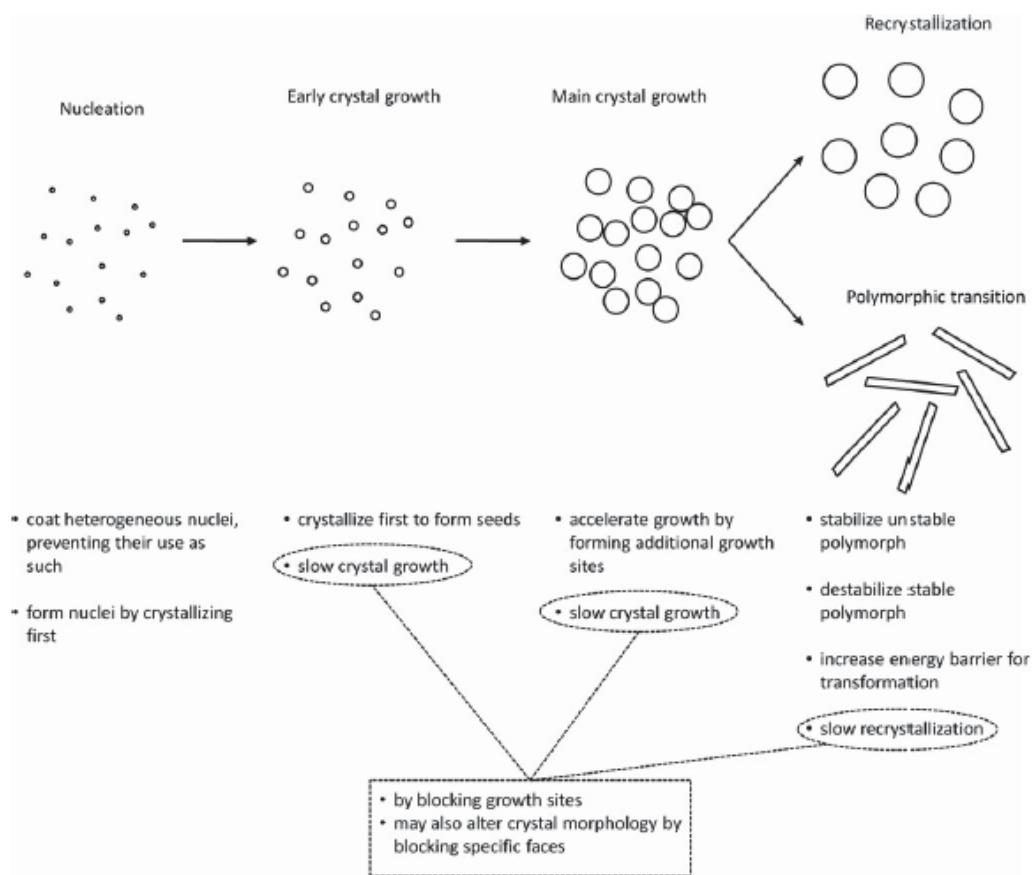 Recrystallization
Early crystal growth
Main crystal growth
Nucleation
Polymorphic transition
• coat heterogeneous nuclei,
preventing their use as
such
• form nuclei by crystallizing
first
• crystallize first to form seeds
• slow crystal growth
• accelerate growth by
forming additional growth
sites
• slow crystal growth
• stabilize unstable
polymorph
• destabilize stable
polymorph
• increase energy barrier for
transformation
• slow recrystallization
• by blocking growth sites
• may also alter crystal morphology by
blocking specific faces